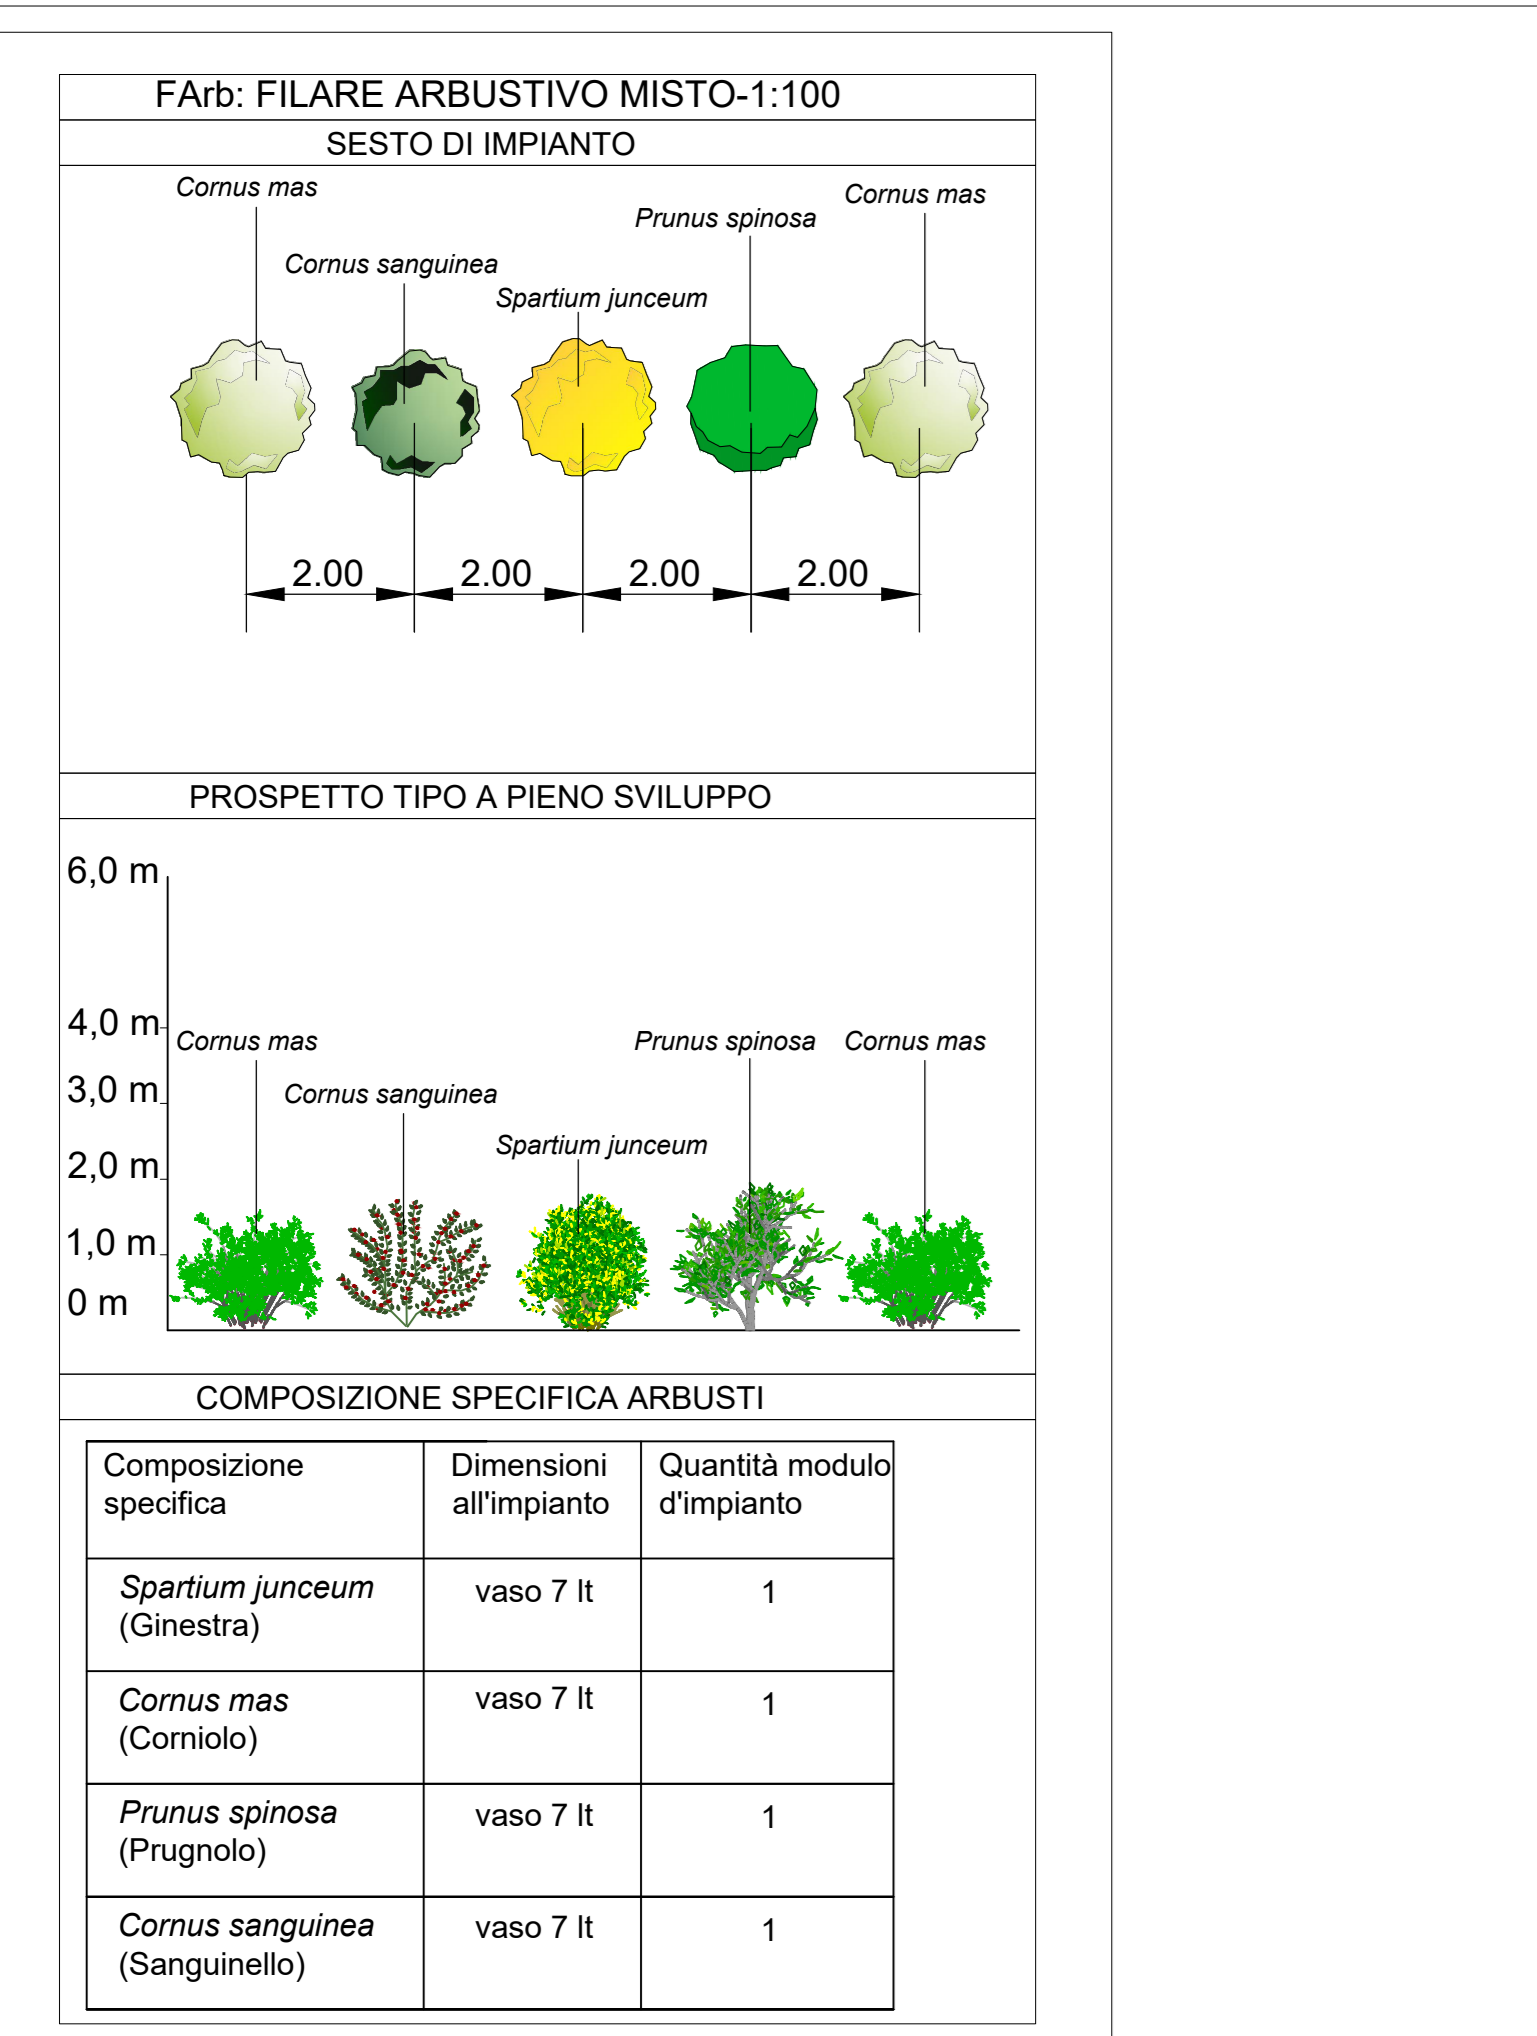 FArb: FILARE ARBUSTIVO MISTO-1:100
SESTO DI IMPIANTO
Cornus mas
Cornus mas
Prunus spinosa
Cornus sanguinea
Spartium junceum
2.00 2.00 2.00 2.00
PROSPETTO TIPO A PIENO SVILUPPO
6,0 m
4,0 m
Cornus mas
Prunus spinosa
Cornus mas
3,0 m
Cornus sanguinea
Spartium junceum
2,0 m
1,0 m
0 m
COMPOSIZIONE SPECIFICA ARBUSTI
Composizione
specifica
Dimensioni
all'impianto
Quantità modulo
d'impianto
Spartium junceum
(Ginestra)
vaso 7 lt
1
Cornus mas
(Corniolo)
vaso 7 lt
1
Prunus spinosa
(Prugnolo)
vaso 7 lt
1
Cornus sanguinea
(Sanguinello)
vaso 7 lt
1